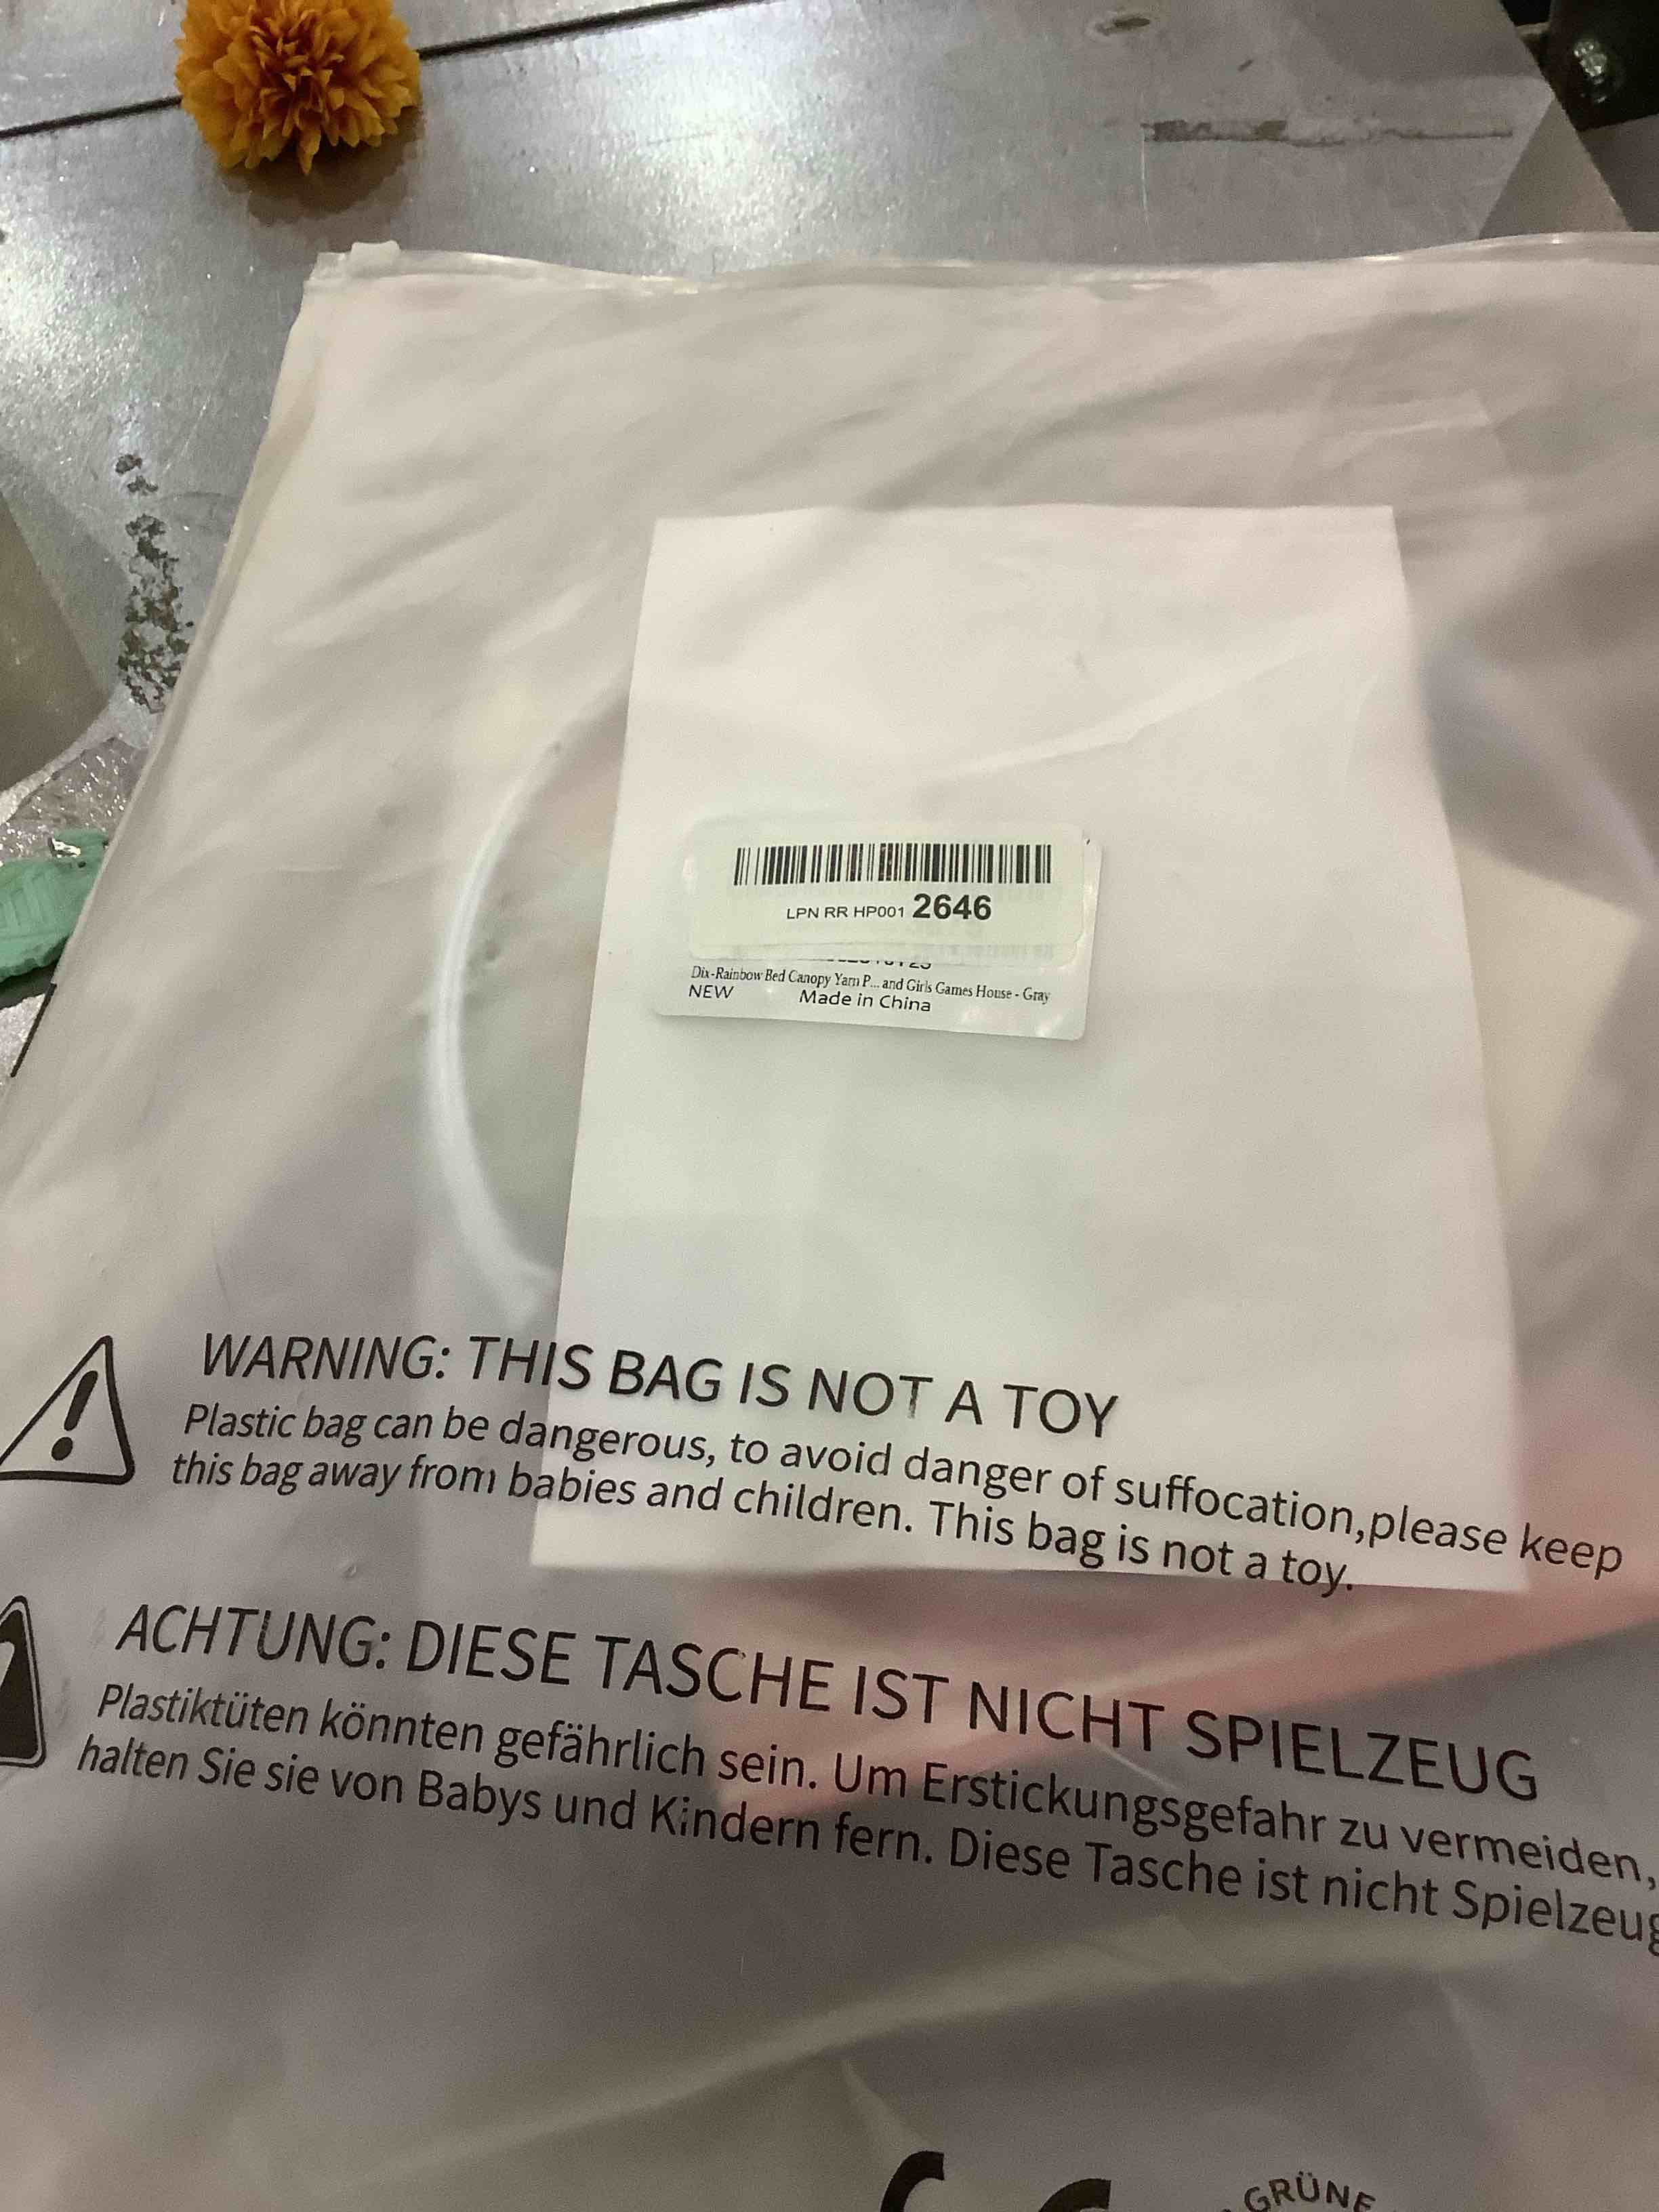 LPN RR HP001 2646
Dix-Rainbow Bed Canopy Yarn P... and Girls Games House - Gray
NEW Made in China
WARNING: THIS BAG IS NOT A TOY
Plastic bag can be dangerous, to avoid danger of suffocation,please keep
this bag away from babies and children. This bag is not a toy.
ACHTUNG: DIESE TASCHE IST NICHT SPIELZEUG
Plastiktüten könnten gefährlich sein. Um Erstickungsgefahr zu vermeiden,
halten Sie sie von Babys und Kindern fern. Diese Tasche ist nicht Spielzeug
GRÜNE